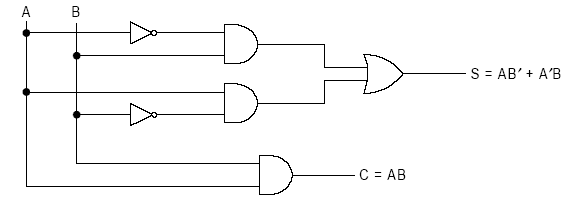 A B
S = AB′ + A′B
C = AB